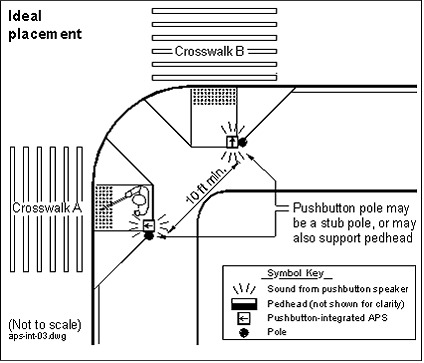 Ideal
placement
Crosswalk B
10 ft min.
Crosswalk A
Pushbutton pole may
be a stub pole, or may
also support pedhead
Symbol Key
Sound from pushbutton speaker
Pedhead (not shown for clarity)
Pushbutton-integrated APS
Pole
(Not to scale)
aps-int-03.dwg